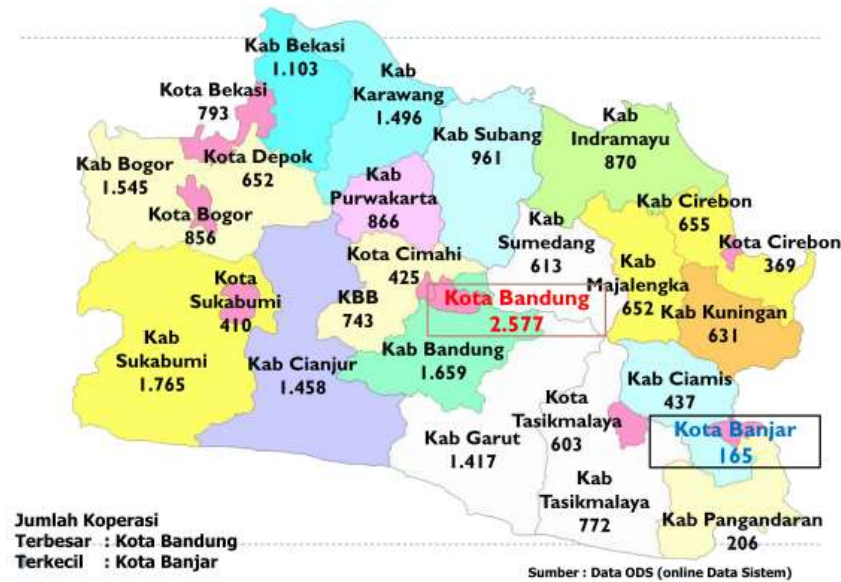 Kab Bekasi
1.103
Kota Bekasi
793
Kab
Karawang
1.496
Kab Subang
961
Kab
Indramayu
870
Kab Bogor
1.545
Kota Depok
652
Kota Bogor
856
Kab
Purwakarta
866
Kab
Sumedang
613
Kab Cirebon
655
Kota Cirebon
369
Kota Cimahi
425
Kab
Majalengka
652
Kota
Sukabumi
410
KBB
743
Kota Bandung
2.577
Kab Kuningan
631
Kab
Sukabumi
1.765
Kab Cianjur
1.458
Kab Bandung
1.659
Kab Ciamis
437
Kota
Tasikmalaya
603
Kota Banjar
165
Kab Garut
1.417
Kab
Tasikmalaya
772
Kab Pangandaran
206
Jumlah Koperasi
Terbesar : Kota Bandung
Terkecil : Kota Banjar
Sumber : Data ODS (online Data Sistem)